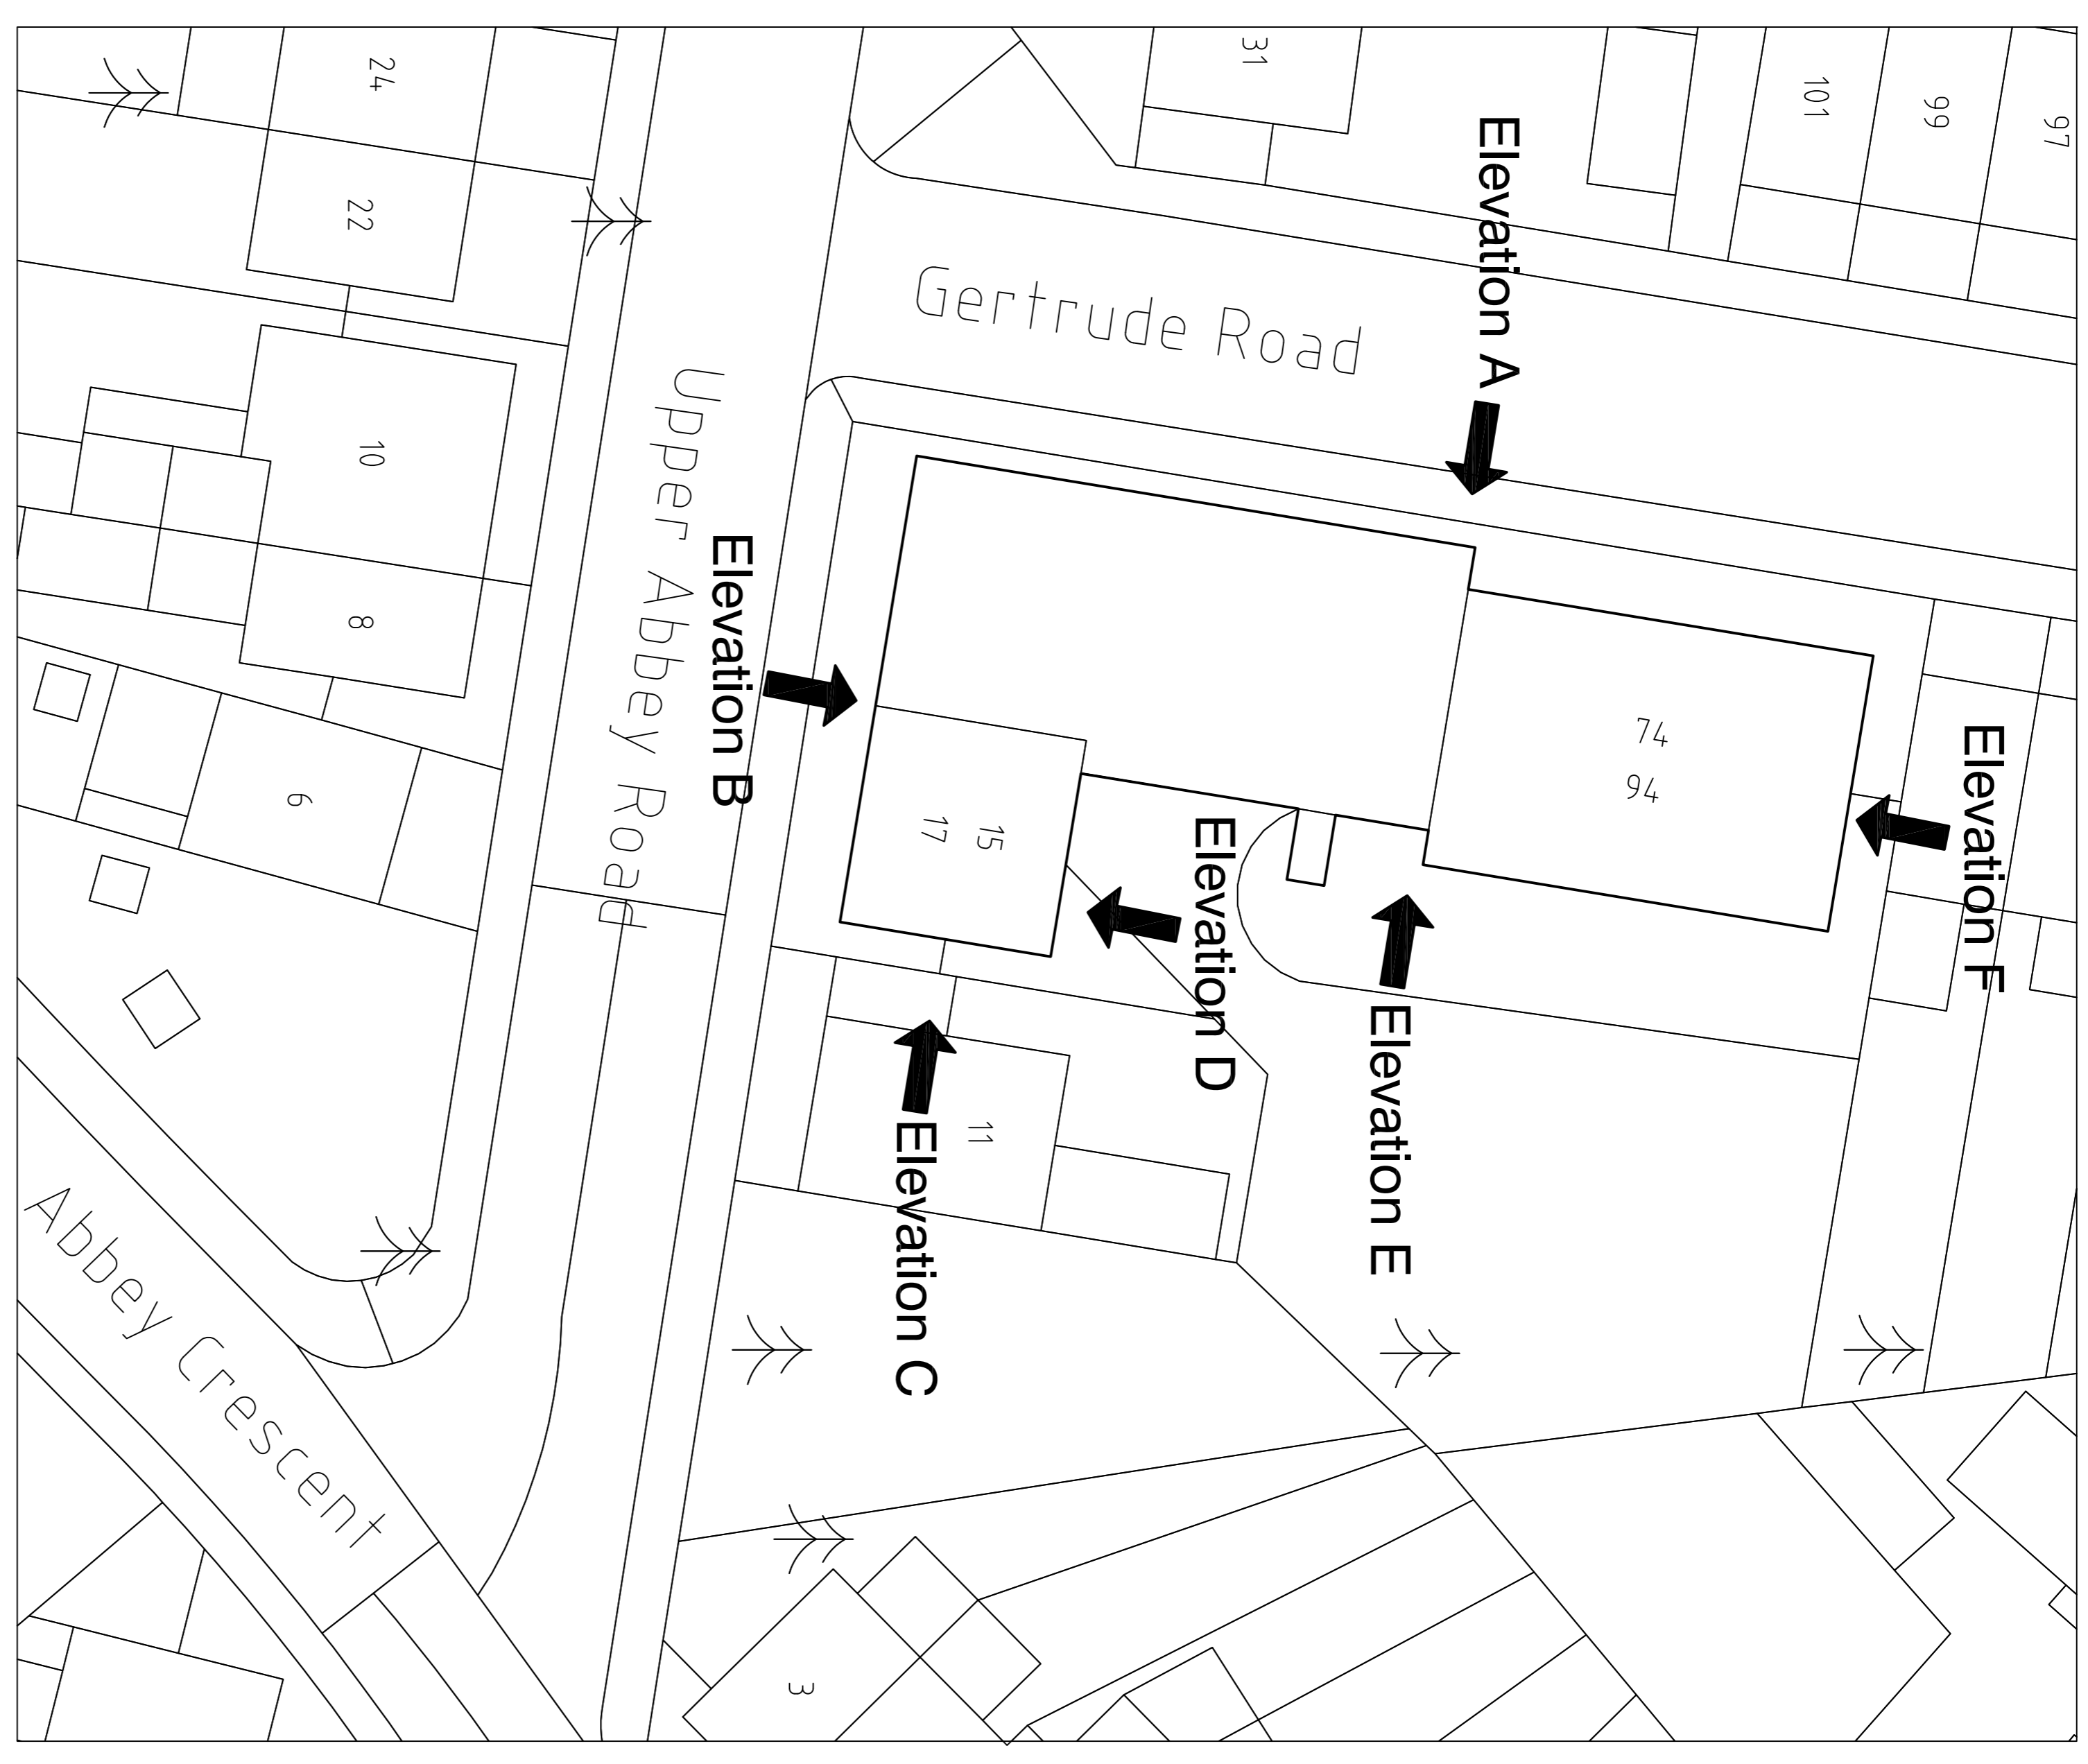 24
31
101
99
97
22
Elevation A
Gertrude Road
10
Upper Abbey Road
Elevation B
8
74
94
Elevation F
6
15
17
Elevation D
Elevation E
11
Elevation C
Abbey Crescent
3